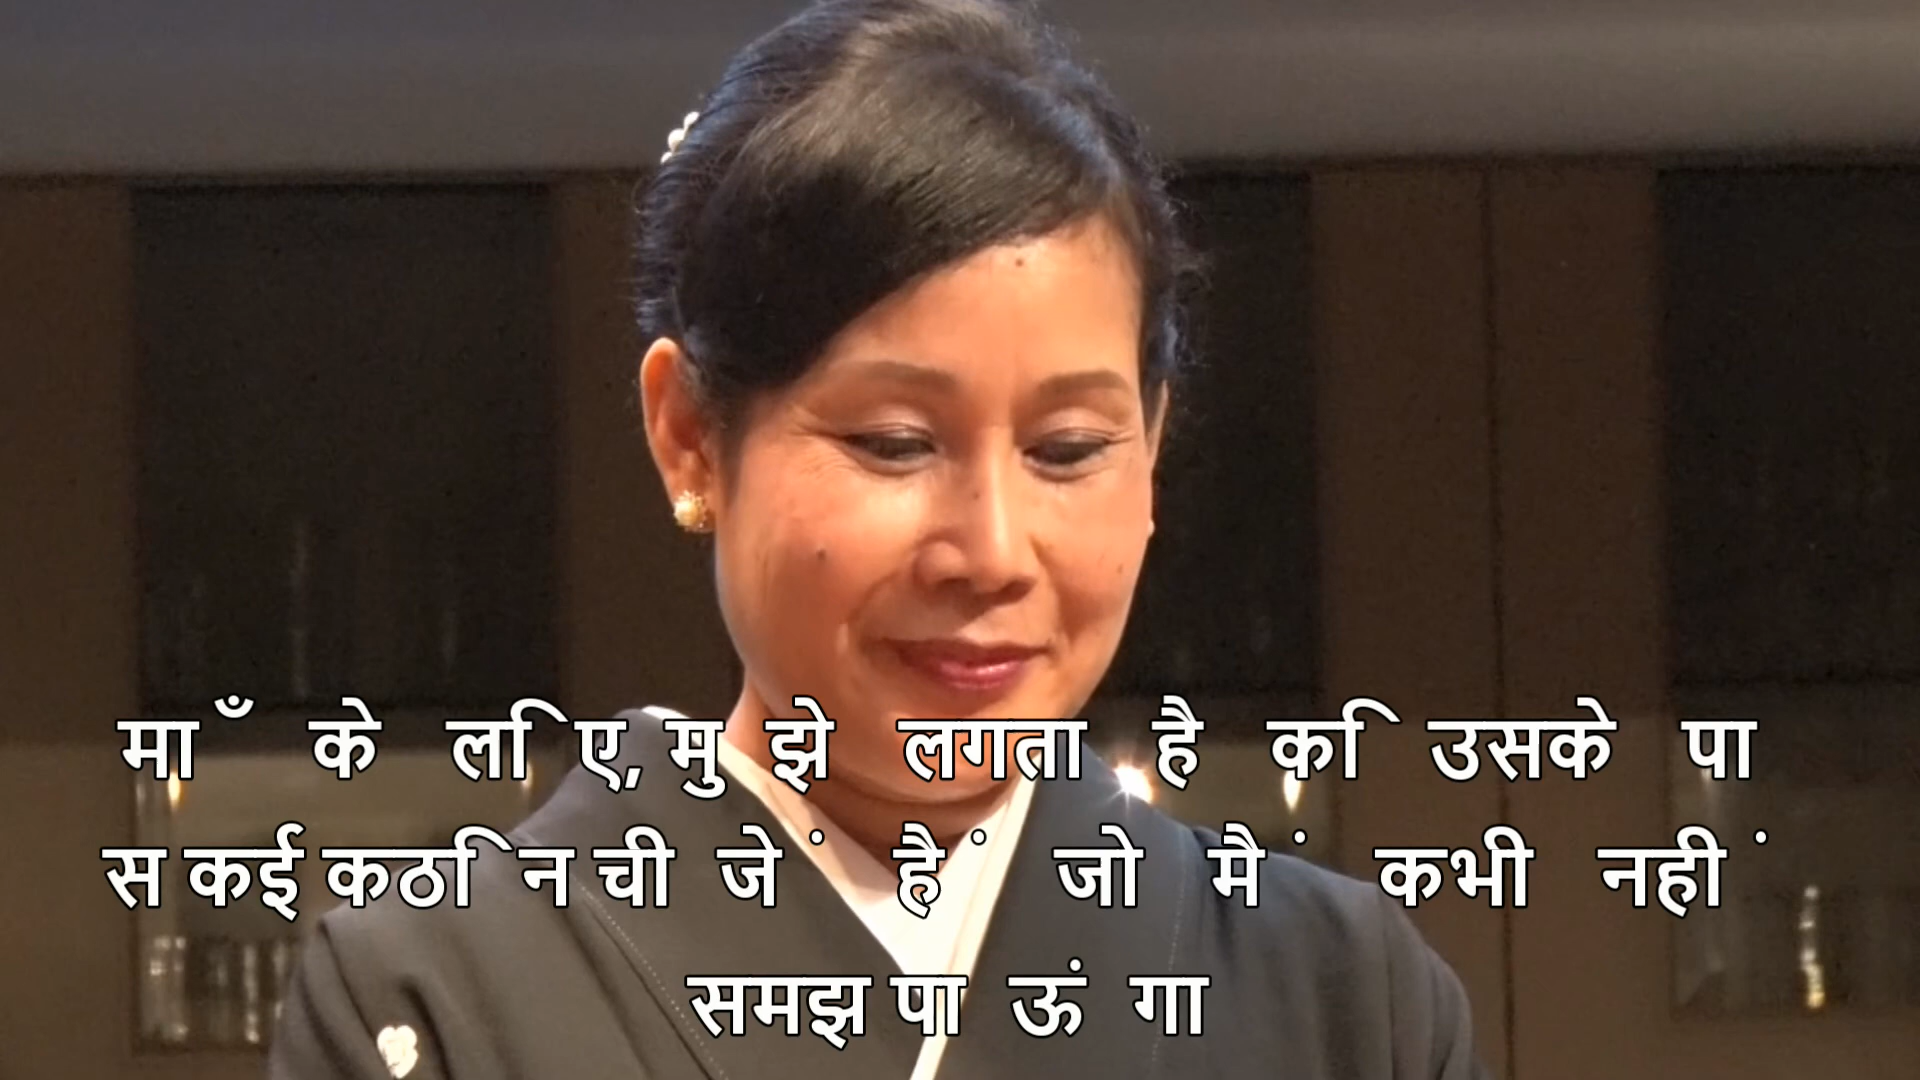 माँ के लिए, मुझे लगता है कि उसके पा
स कई कठिन चीजें हैं जो मैं कभी नहीं
समझ पाऊंगा